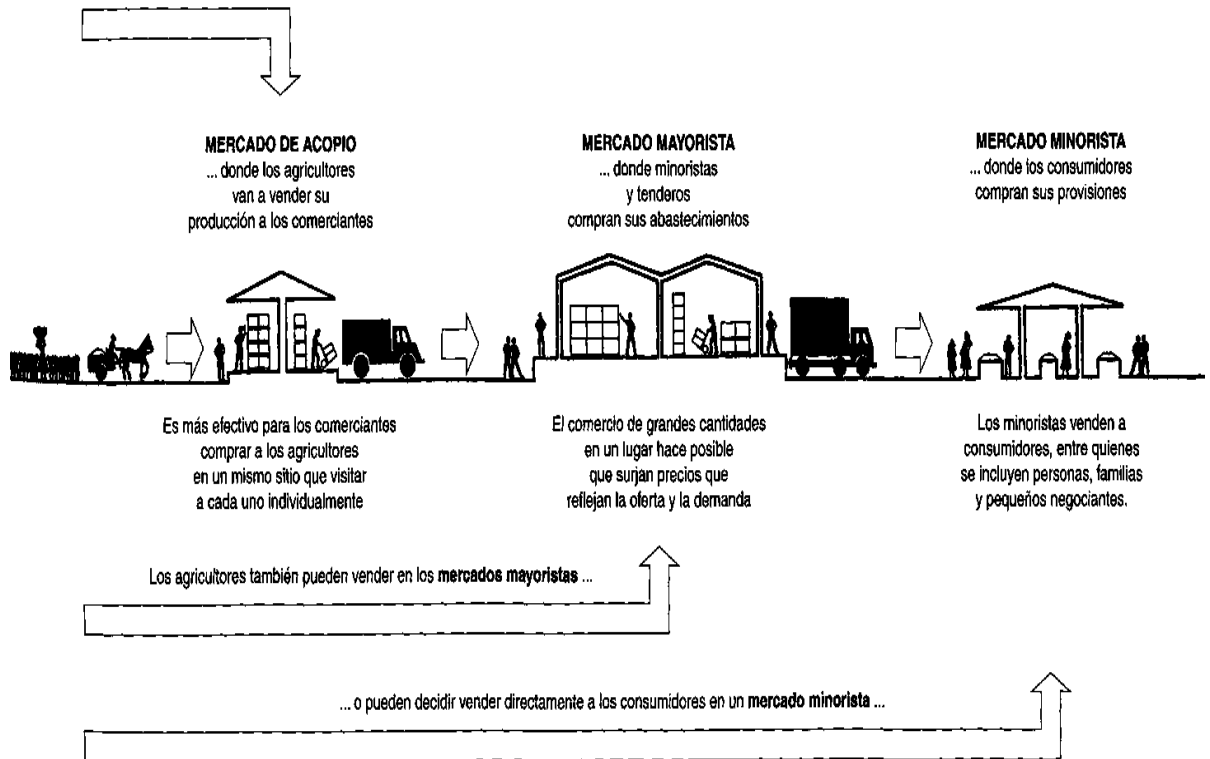 MERCADO DE ACOPIO
... donde los agricultores
van a vender su
producción a los comerciantes
MERCADO MAYORISTA
... donde minoristas
y tenderos
compran sus abastecimientos
MERCADO MINORISTA
... donde los consumidores
compran sus provisiones
Es más efectivo para los comerciantes
comprar a los agricultores
en un mismo sitio que visitar
a cada uno individualmente
El comercio de grandes cantidades
en un lugar hace posible
que surjan precios que
reflejan la oferta y la demanda
Los minoristas venden a
consumidores, entre quienes
se incluyen personas, familias
y pequeños negociantes.
Los agricultores también pueden vender en los mercados mayoristas ...
... o pueden decidir vender directamente a los consumidores en un mercado minorista ...